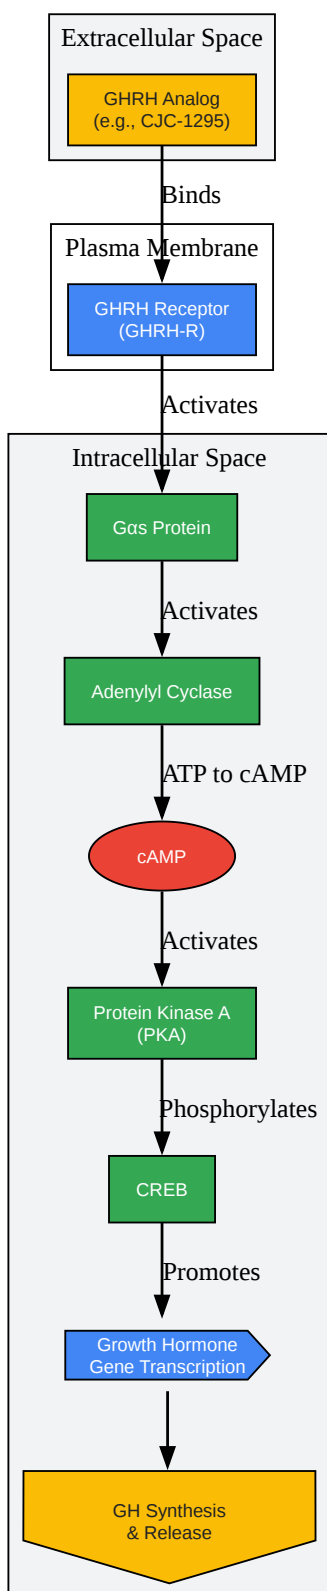 Extracellular Space
GHRH Analog
(e.g., CJC-1295)
Binds
Plasma Membrane
GHRH Receptor
(GHRH-R)
Activates
Intracellular Space
Gαs Protein
Activates
Adenylyl Cyclase
ATP to cAMP
cAMP
Activates
Protein Kinase A
(PKA)
Phosphorylates
CREB
Promotes
Growth Hormone
Gene Transcription
GH Synthesis
& Release